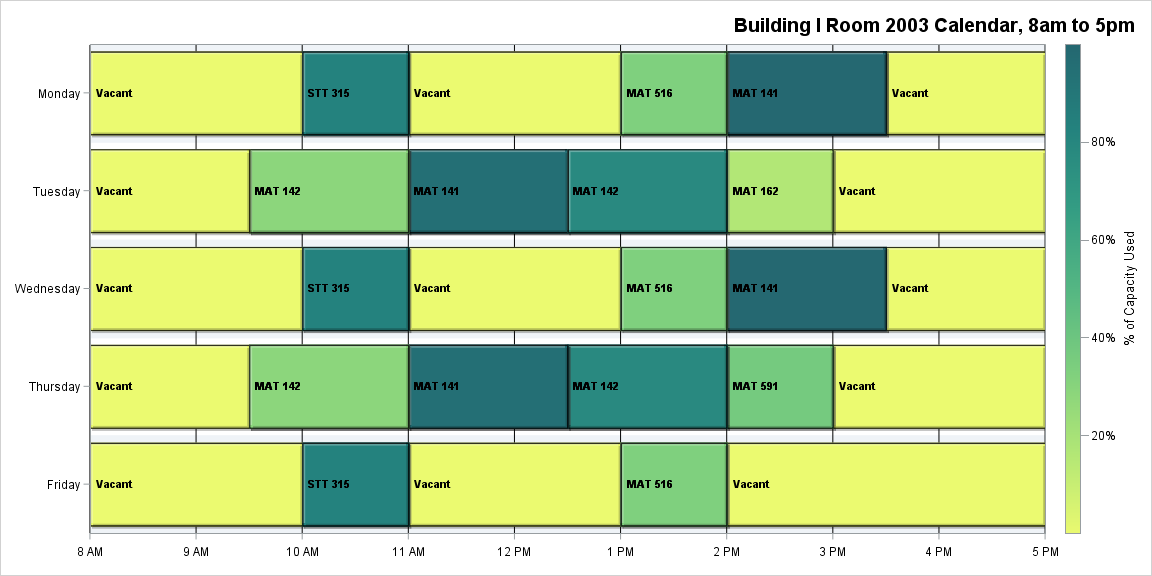 Building I Room 2003 Calendar, 8am to 5pm
Monday
Vacant
STT 315
Vacant
MAT 516
MAT 141
Vacant
Tuesday
Vacant
MAT 142
MAT 141
MAT 142
MAT 162
Vacant
Wednesday
Vacant
STT 315
Vacant
MAT 516
MAT 141
Vacant
Thursday
Vacant
MAT 142
MAT 141
MAT 142
MAT 591
Vacant
Friday
Vacant
STT 315
Vacant
MAT 516
Vacant
8 AM
9 AM
10 AM
11 AM
12 PM
1 PM
2 PM
3 PM
4 PM
5 PM
80%
60%
40%
20%
% of Capacity Used